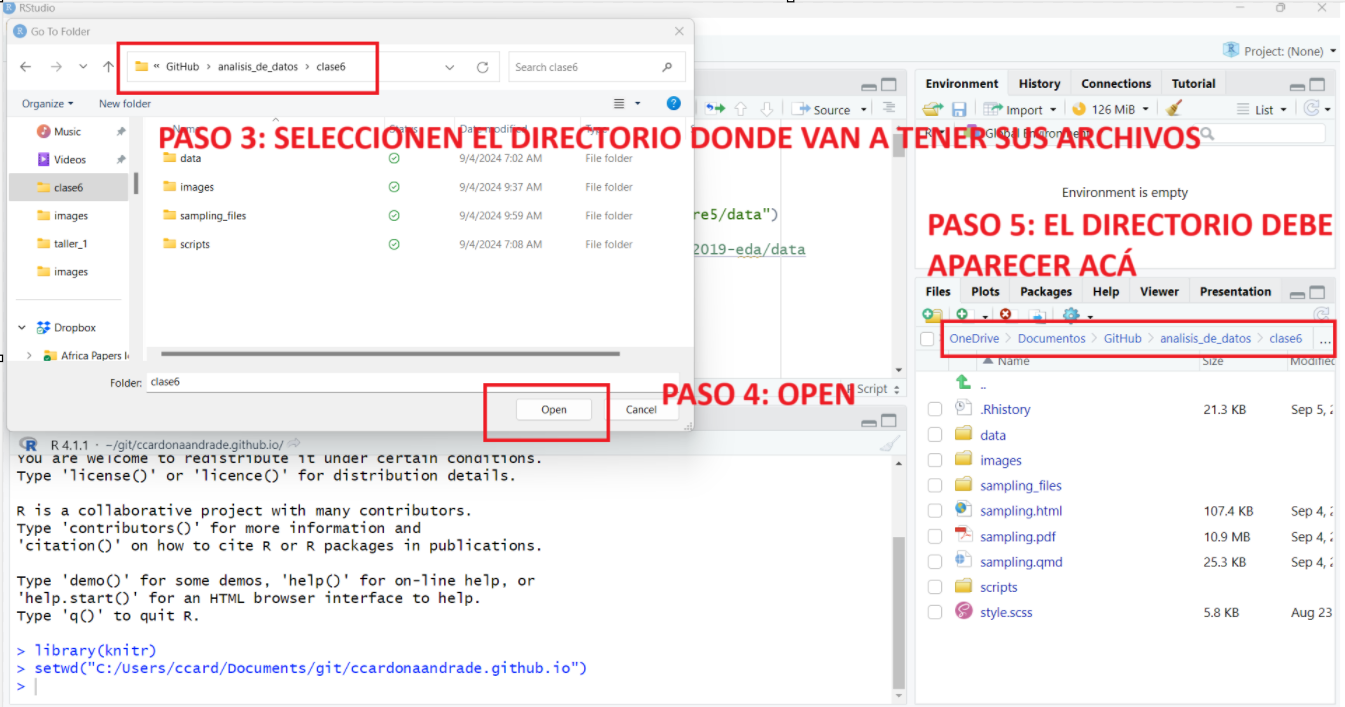 RStudio
Go To Folder
« GitHub > analisis_de_datos > clase6
Search clase6
Organize
New folder
Name Status Date modified Type
PASO 3: SELECCIONEN EL DIRECTORIO DONDE VAN A TENER SUS ARCHIVOS
Music
Videos
clase6
images
taller_1
images
Dropbox
data 9/4/2024 7:02 AM File folder
images 9/4/2024 9:37 AM File folder
sampling_files 9/4/2024 9:59 AM File folder
scripts 9/4/2024 7:08 AM File folder
Folder: clase6
Open
Cancel
PASO 4: OPEN
Source
re5/data")
2019-eda/data
Script
R 4.1.1 · ~/git/ccardonaandrade.github.io/
You are welcome to redistribute it under certain conditions.
Type 'license()' or 'licence()' for distribution details.
R is a collaborative project with many contributors.
Type 'contributors()' for more information and
'citation()' on how to cite R or R packages in publications.
Type 'demo()' for some demos, 'help()' for on-line help, or
'help.start()' for an HTML browser interface to help.
Type 'q()' to quit R.
> library(knitr)
> setwd("C:/Users/ccard/Documents/git/ccardonaandrade.github.io")
>
Project: (None)
Environment History Connections Tutorial
Import 126 MiB List
R Global Environment
Environment is empty
PASO 5: EL DIRECTORIO DEBE
APARECER ACÁ
Files Plots Packages Help Viewer Presentation
OneDrive > Documentos > GitHub > analisis_de_datos > clase6 ...
Name Size Modified
..
.Rhistory 21.3 KB Sep 5,
data
images
sampling_files
sampling.html 107.4 KB Sep 4,
sampling.pdf 10.9 MB Sep 4,
sampling.qmd 25.3 KB Sep 4,
scripts
style.scss 5.8 KB Aug 23